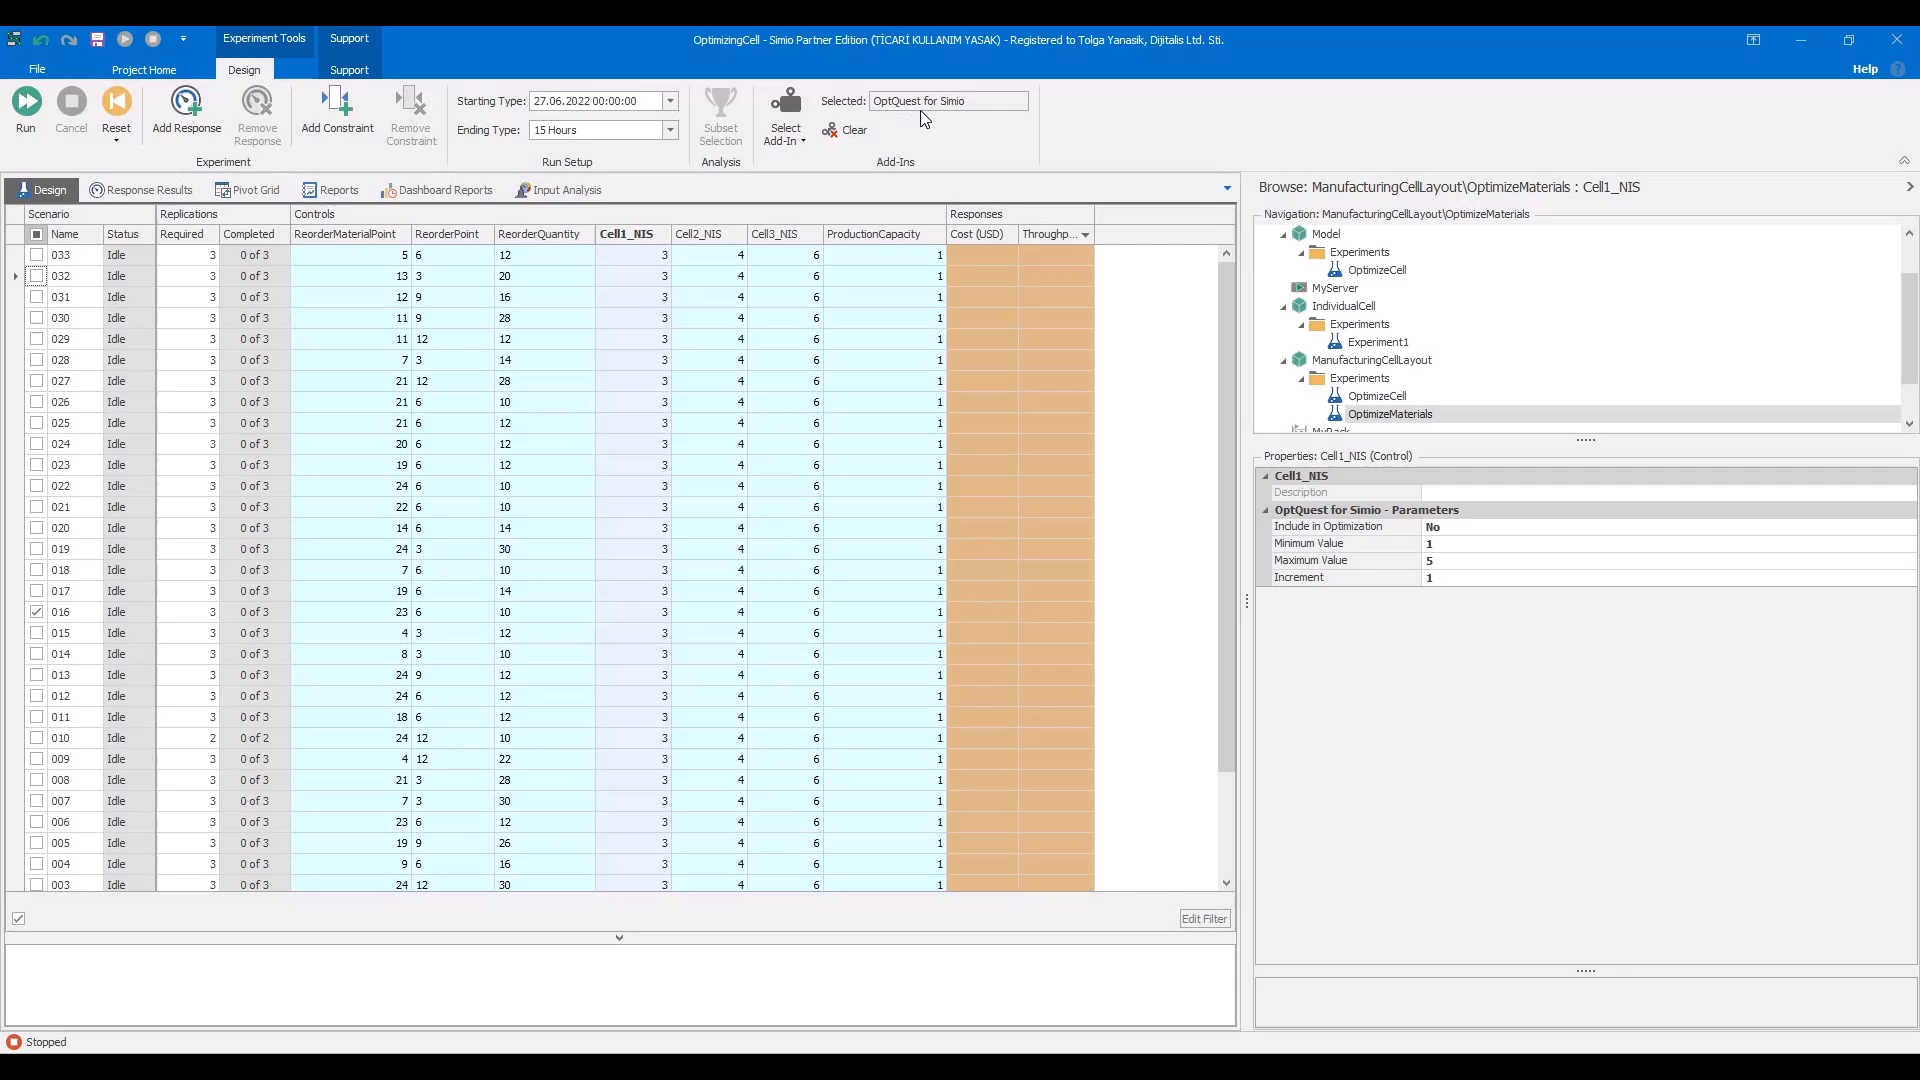 Experiment Tools Support
OptimizingCell - Simio Partner Edition (TİCARİ KULLANIM YASAK) - Registered to Tolga Yanasik, Dijitalis Ltd. Sti.
File Project Home Design Support Help
Run Cancel Reset Add Response Remove Response Add Constraint Remove Constraint
Starting Type: 27.06.2022 00:00:00
Ending Type: 15 Hours
Subset Selection
Select Add-In
Selected: OptQuest for Simio
Clear
Experiment Run Setup Analysis Add-Ins
Design Response Results Pivot Grid Reports Dashboard Reports Input Analysis
Scenario Replications Controls Responses
Name Status Required Completed ReorderMaterialPoint ReorderPoint ReorderQuantity Cell1_NIS Cell2_NIS Cell3_NIS ProductionCapacity Cost (USD) Throughp...
033 Idle 3 0 of 3 5 6 12 3 4 6 1
032 Idle 3 0 of 3 13 3 20 3 4 6 1
031 Idle 3 0 of 3 12 9 16 3 4 6 1
030 Idle 3 0 of 3 11 9 28 3 4 6 1
029 Idle 3 0 of 3 11 12 12 3 4 6 1
028 Idle 3 0 of 3 7 3 14 3 4 6 1
027 Idle 3 0 of 3 21 12 28 3 4 6 1
026 Idle 3 0 of 3 21 6 10 3 4 6 1
025 Idle 3 0 of 3 21 6 12 3 4 6 1
024 Idle 3 0 of 3 20 6 12 3 4 6 1
023 Idle 3 0 of 3 19 6 12 3 4 6 1
022 Idle 3 0 of 3 24 6 10 3 4 6 1
021 Idle 3 0 of 3 22 6 10 3 4 6 1
020 Idle 3 0 of 3 14 6 14 3 4 6 1
019 Idle 3 0 of 3 24 3 30 3 4 6 1
018 Idle 3 0 of 3 7 6 10 3 4 6 1
017 Idle 3 0 of 3 19 6 14 3 4 6 1
016 Idle 3 0 of 3 23 6 10 3 4 6 1
015 Idle 3 0 of 3 4 3 12 3 4 6 1
014 Idle 3 0 of 3 8 3 10 3 4 6 1
013 Idle 3 0 of 3 24 9 12 3 4 6 1
012 Idle 3 0 of 3 24 6 12 3 4 6 1
011 Idle 3 0 of 3 18 6 12 3 4 6 1
010 Idle 2 0 of 2 24 12 10 3 4 6 1
009 Idle 3 0 of 3 4 12 22 3 4 6 1
008 Idle 3 0 of 3 21 3 28 3 4 6 1
007 Idle 3 0 of 3 7 3 30 3 4 6 1
006 Idle 3 0 of 3 23 6 12 3 4 6 1
005 Idle 3 0 of 3 19 9 26 3 4 6 1
004 Idle 3 0 of 3 9 6 16 3 4 6 1
003 Idle 3 0 of 3 24 12 30 3 4 6 1
Edit Filter
Stopped
Browse: ManufacturingCellLayout\OptimizeMaterials : Cell1_NIS
Navigation: ManufacturingCellLayout\OptimizeMaterials
Model
Experiments
OptimizeCell
MyServer
IndividualCell
Experiments
Experiment1
ManufacturingCellLayout
Experiments
OptimizeCell
OptimizeMaterials
MyRack
Properties: Cell1_NIS (Control)
Cell1_NIS
Description
OptQuest for Simio - Parameters
Include in Optimization No
Minimum Value 1
Maximum Value 5
Increment 1